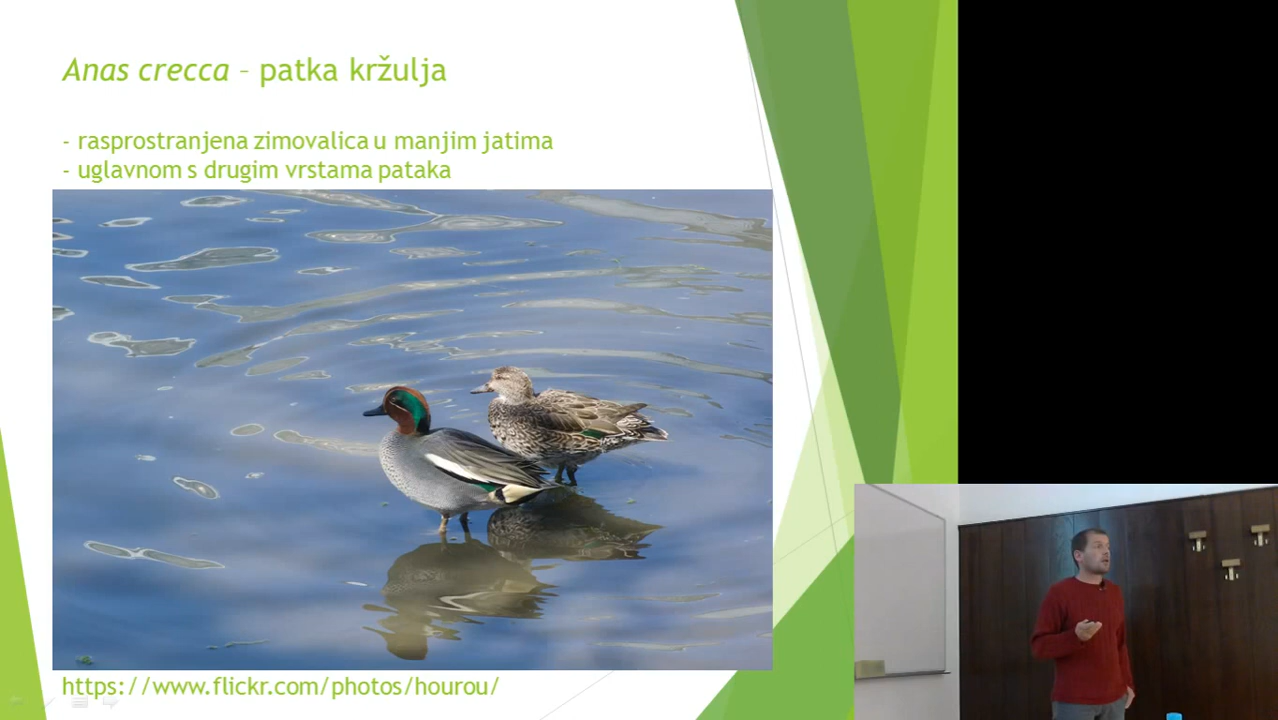 Anas crecca – patka kržulja
- rasprostranjena zimovalica u manjim jatima
- uglavnom s drugim vrstama pataka
https://www.flickr.com/photos/hourou/